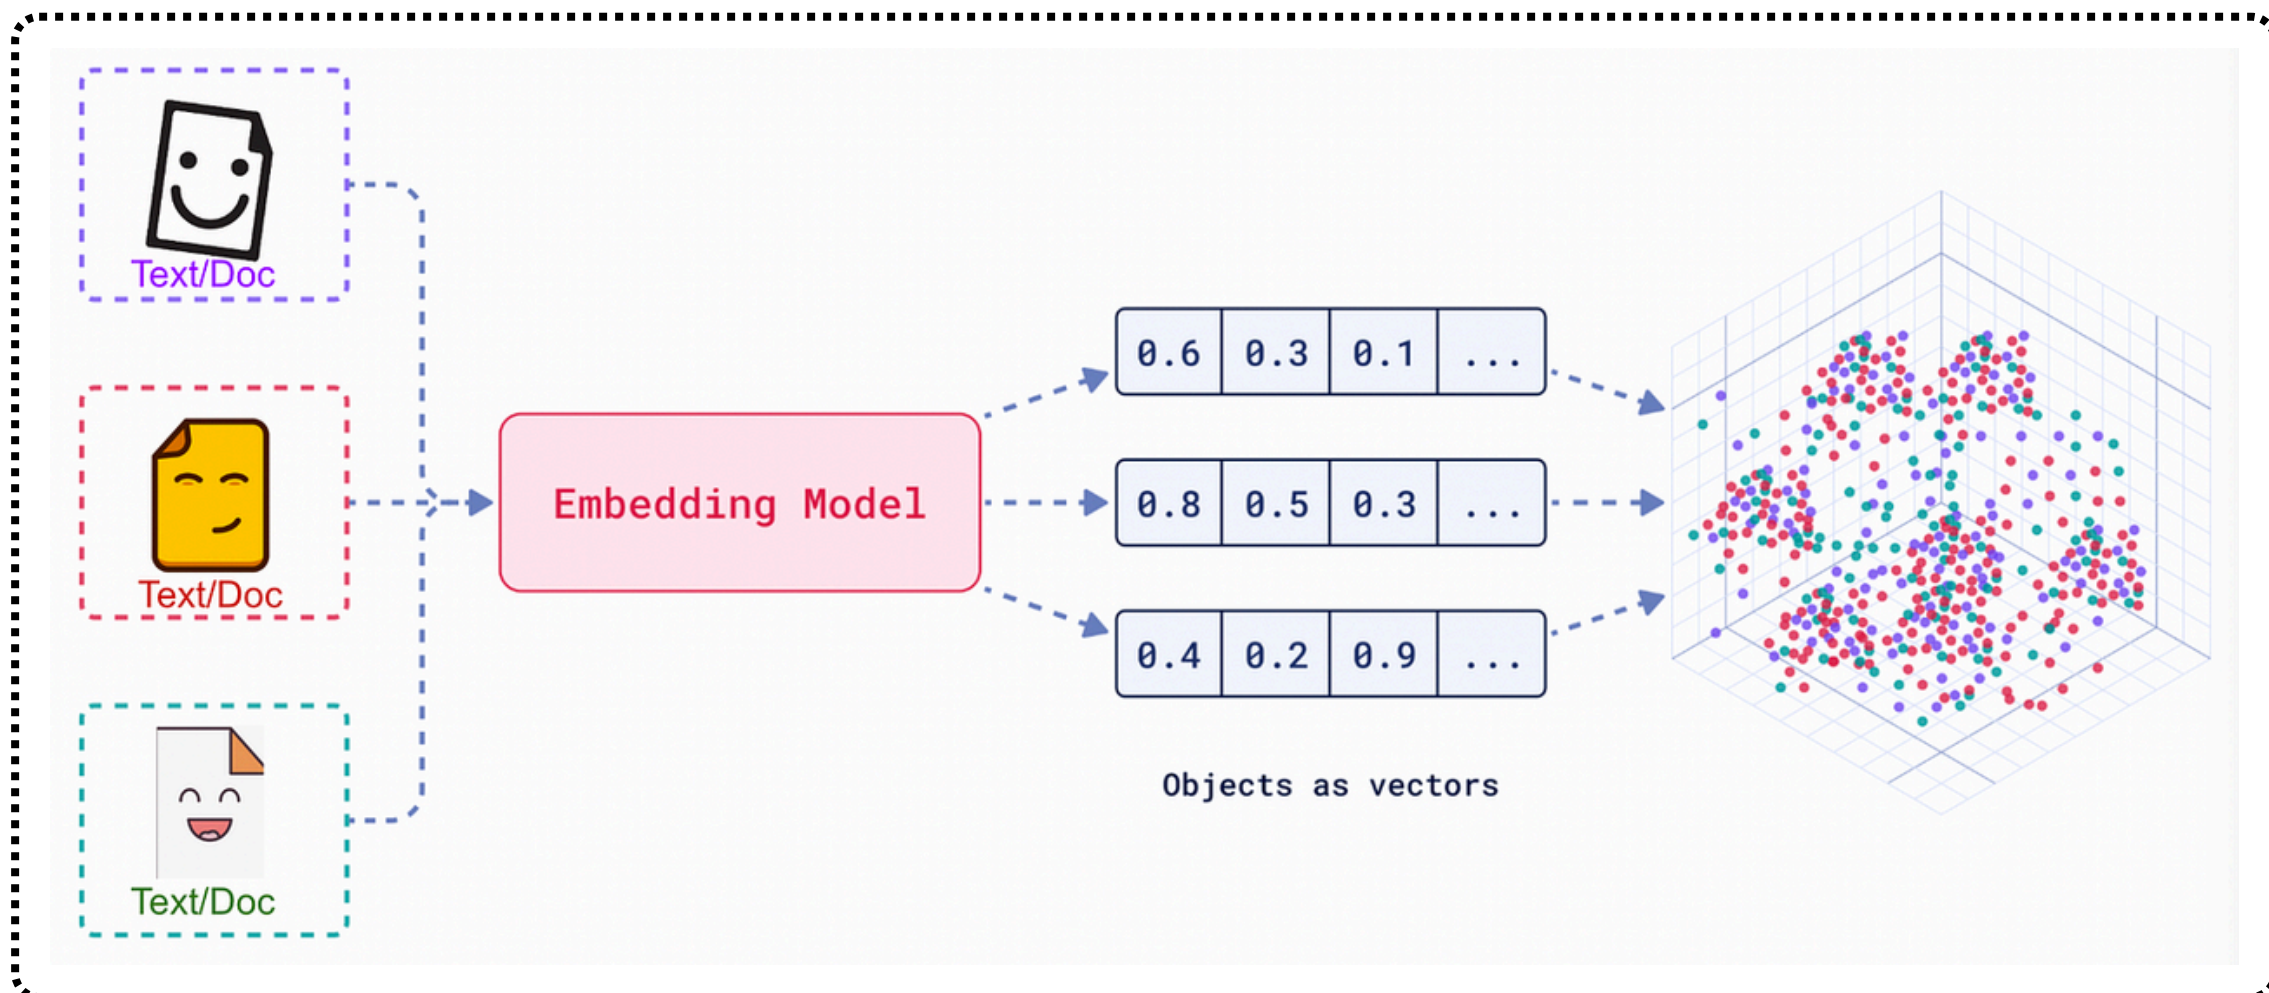 Text/Doc
Text/Doc
Text/Doc
Embedding Model
0.6 0.3 0.1 ...
0.8 0.5 0.3 ...
0.4 0.2 0.9 ...
Objects as vectors